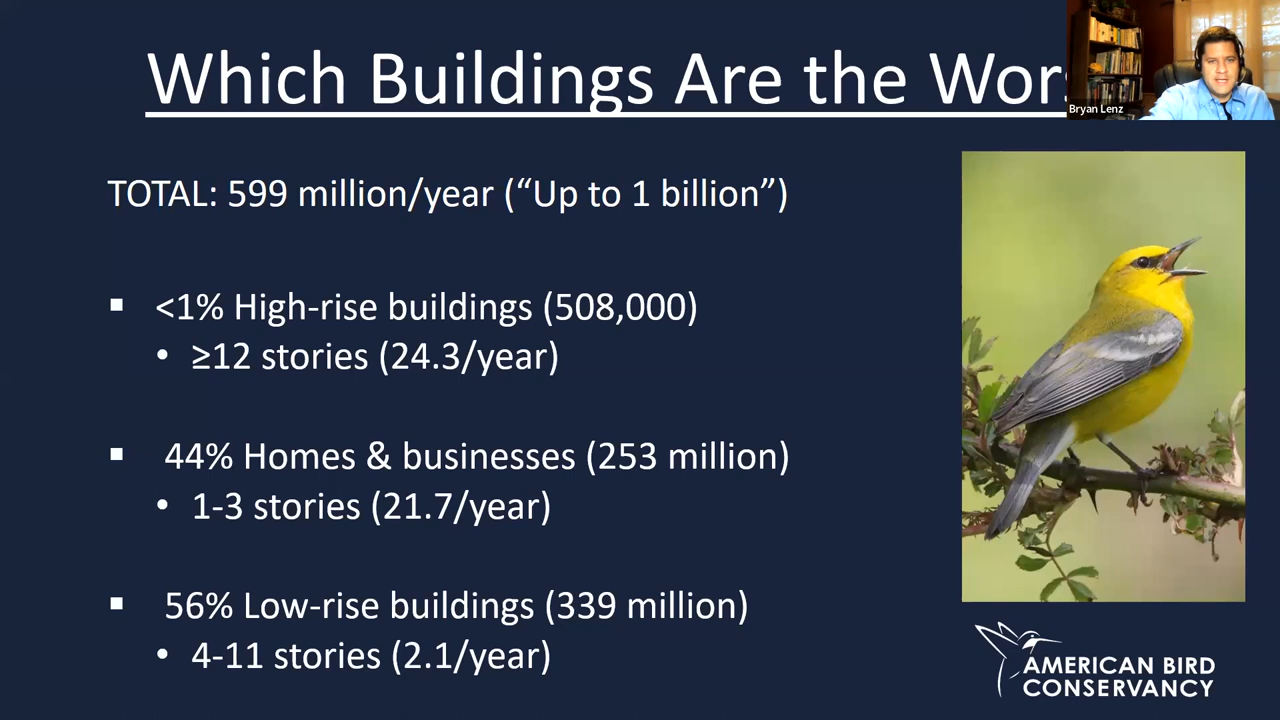 Which Buildings Are the Wor
Bryan Lenz
TOTAL: 599 million/year (“Up to 1 billion”)
▪ <1% High-rise buildings (508,000)
• ≥12 stories (24.3/year)
▪ 44% Homes & businesses (253 million)
• 1-3 stories (21.7/year)
▪ 56% Low-rise buildings (339 million)
• 4-11 stories (2.1/year)
AMERICAN BIRD
CONSERVANCY